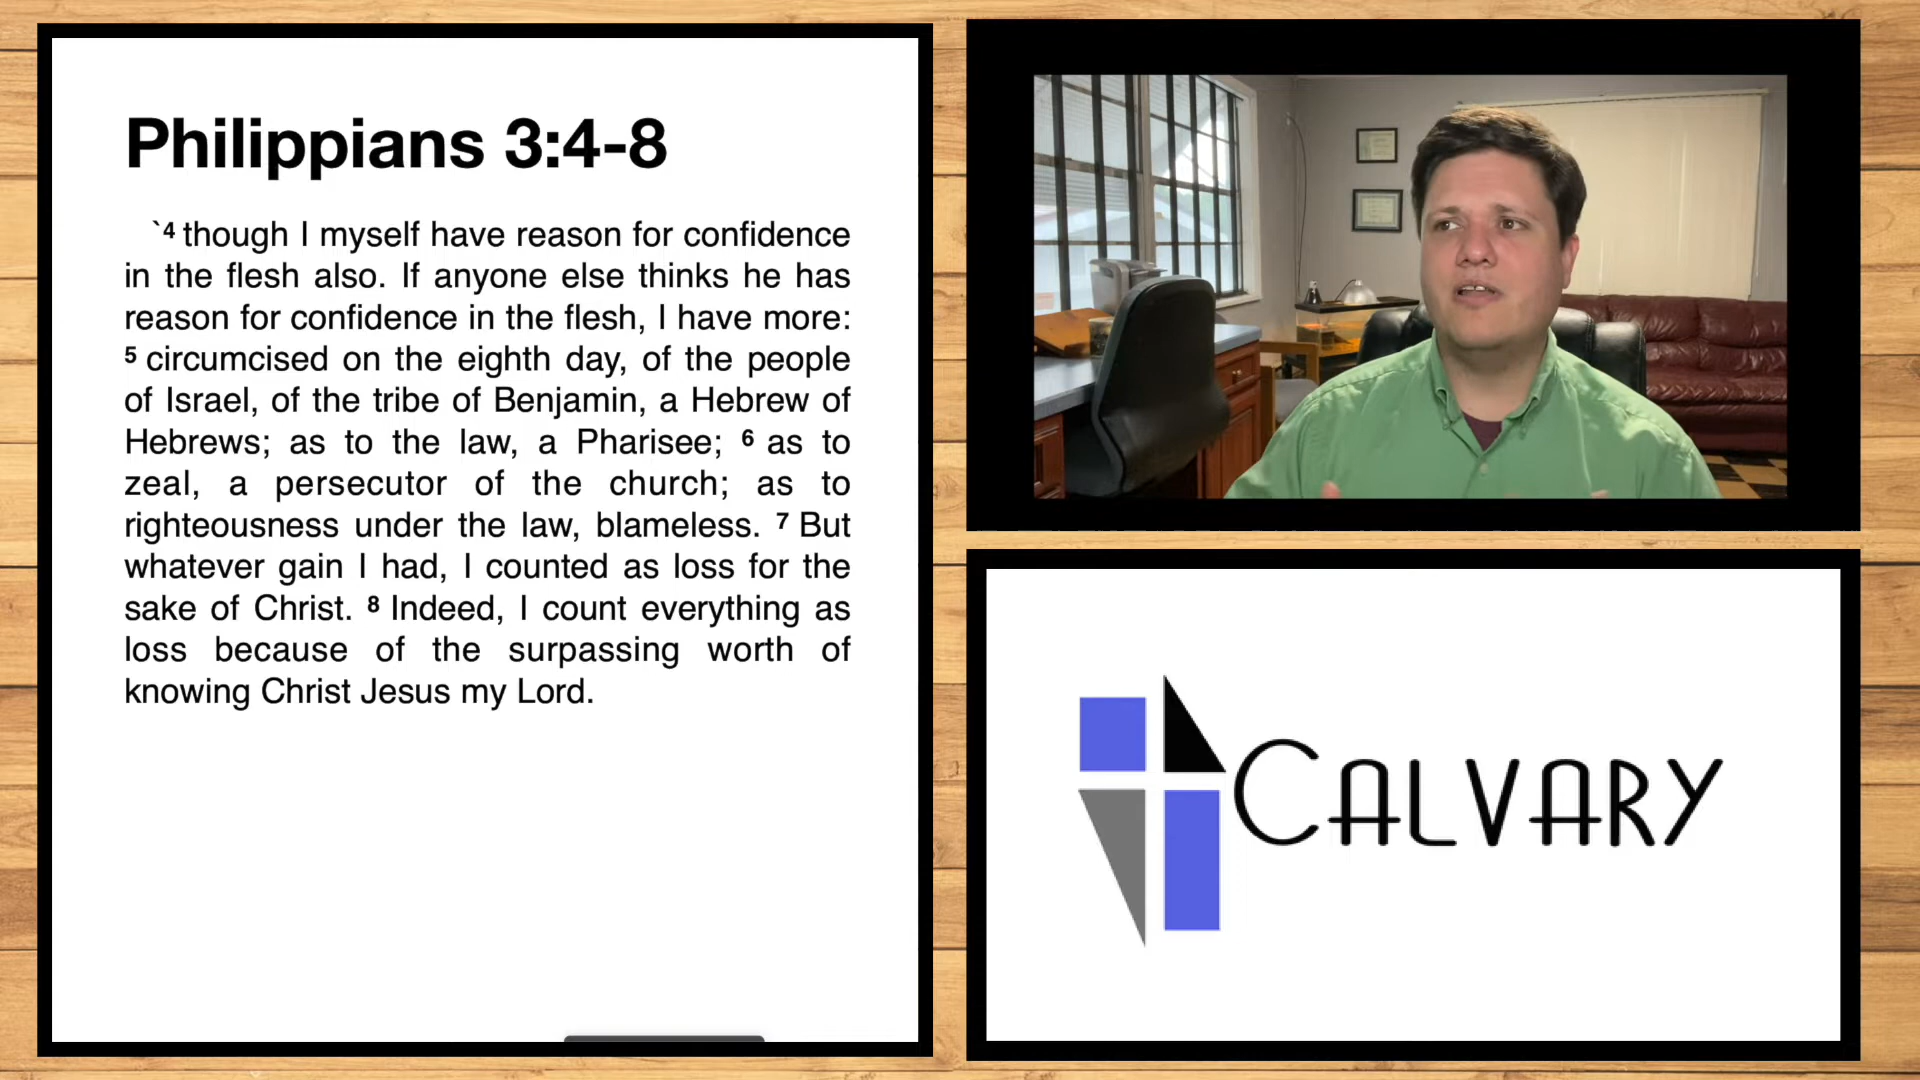 Philippians 3:4-8
`4 though I myself have reason for confidence
in the flesh also. If anyone else thinks he has
reason for confidence in the flesh, I have more:
5 circumcised on the eighth day, of the people
of Israel, of the tribe of Benjamin, a Hebrew of
Hebrews; as to the law, a Pharisee; 6 as to
zeal, a persecutor of the church; as to
righteousness under the law, blameless. 7 But
whatever gain I had, I counted as loss for the
sake of Christ. 8 Indeed, I count everything as
loss because of the surpassing worth of
knowing Christ Jesus my Lord.
CALVARY